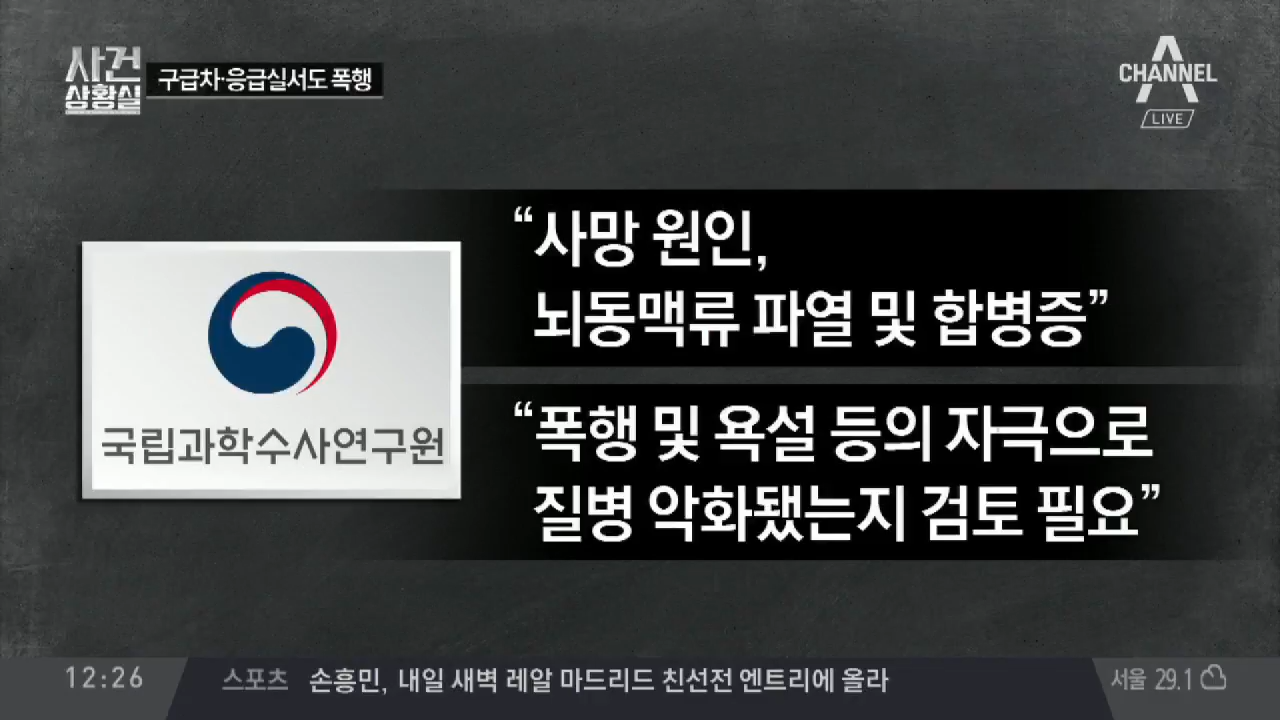 사건
상황실
구급차·응급실서도 폭행
CHANNEL
A
LIVE
“사망 원인,
뇌동맥류 파열 및 합병증”
국립과학수사연구원
“폭행 및 욕설 등의 자극으로
질병 악화됐는지 검토 필요”
12:26
스포츠 손흥민, 내일 새벽 레알 마드리드 친선전 엔트리에 올라
서울 29.1